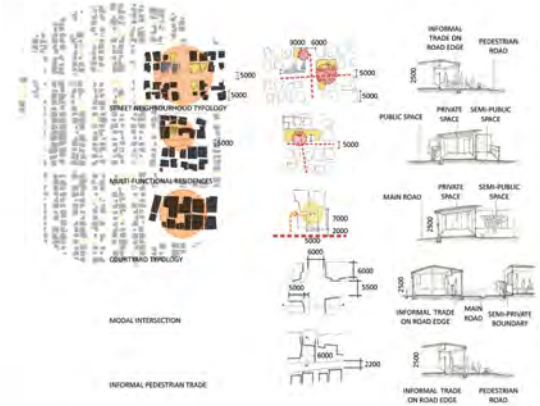 INFORMAL
TRADE ON
ROAD EDGE
PEDESTRIAN
ROAD
3000 6000
5000
5000
5000
2500
STREET NEIGHBOURHOOD TYPOLOGY
PUBLIC SPACE
PRIVATE
SPACE
SEMI-PUBLIC
SPACE
5000
MULTI-FUNCTIONAL RESIDENCES
MAIN ROAD
PRIVATE
SPACE
SEMI-PUBLIC
SPACE
7000
2000
2500
5000
COURTYARD TYPOLOGY
6000
6000
5000
5500
2500
MODAL INTERSECTION
INFORMAL TRADE
ON ROAD EDGE
MAIN
ROAD
SEMI-PRIVATE
BOUNDARY
6000
2200
2500
INFORMAL PEDESTRIAN TRADE
INFORMAL TRADE
ON ROAD EDGE
PEDESTRIAN
ROAD